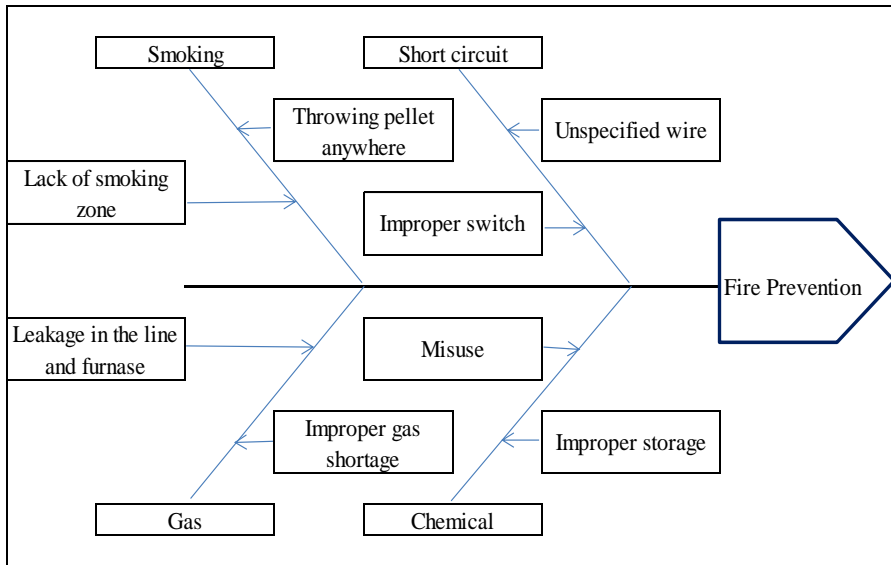 Smoking
Short circuit
Throwing pellet
anywhere
Unspecified wire
Lack of smoking
zone
Improper switch
Fire Prevention
Leakage in the line
and furnase
Misuse
Improper gas
shortage
Improper storage
Gas
Chemical